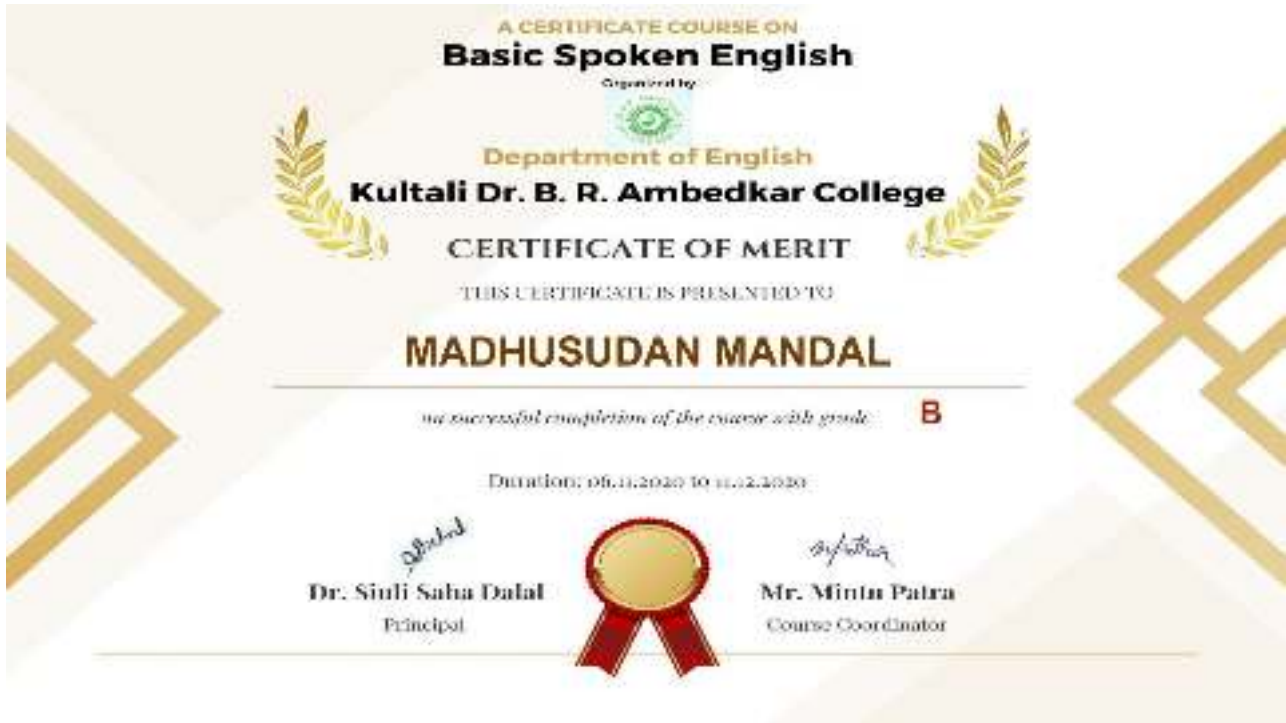 A CERTIFICATE COURSE ON
Basic Spoken English
Organized by
Department of English
Kultali Dr. B. R. Ambedkar College
CERTIFICATE OF MERIT
THIS CERTIFICATE IS PRESENTED TO
MADHUSUDAN MANDAL
on successful completion of the course with grade B
Duration: 06.11.2020 to 11.12.2020
Dr. Siuli Saha Dalal Mr. Mintu Patra
Principal Course Coordinator